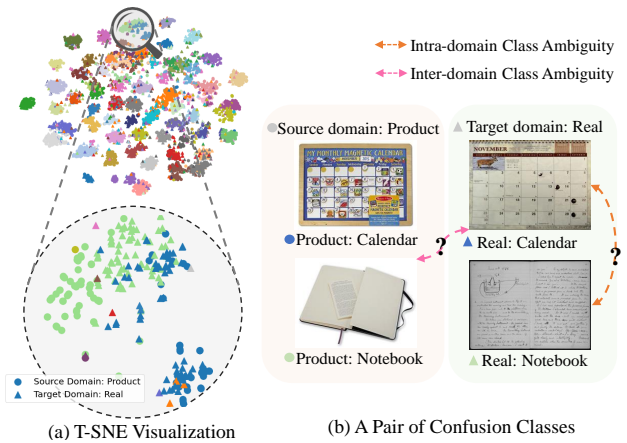 Intra-domain Class Ambiguity
Inter-domain Class Ambiguity
Source domain: Product
Target domain: Real
MY MONTHLY MAGNETIC CALENDAR
NOVEMBER
NOVEMBER
Product: Calendar
Real: Calendar
?
?
Product: Notebook
Real: Notebook
Source Domain: Product
Target Domain: Real
(a) T-SNE Visualization
(b) A Pair of Confusion Classes